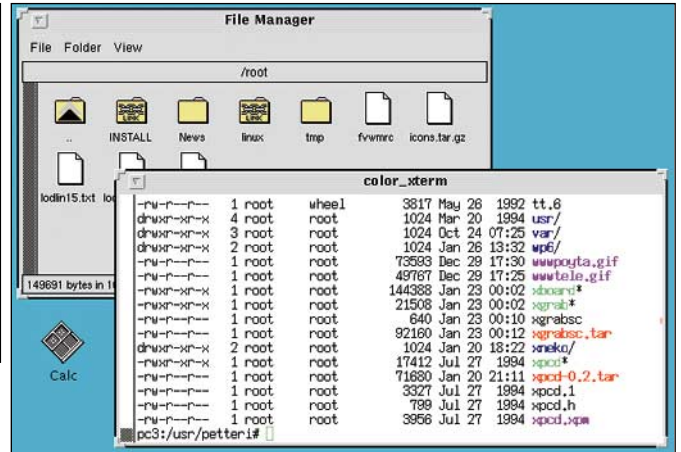 File Manager
File Folder View
/root
.. INSTALL News linux tmp fvwmrc icons.tar.gz
lodlin15.txt
149691 bytes in
Calc
color_xterm
-rw-r--r-- 1 root wheel 3817 May 26 1992 tt.6
drwxr-xr-x 4 root root 1024 Mar 20 1994 usr/
drwxr-xr-x 3 root root 1024 Oct 24 07:25 var/
drwxr-xr-x 2 root root 1024 Jan 26 13:32 wp6/
-rw-r--r-- 1 root root 73593 Dec 29 17:30 wwwpoyta.gif
-rw-r--r-- 1 root root 49767 Dec 29 17:25 wwwtele.gif
-rwxr-xr-x 1 root root 144388 Jan 23 00:02 xboard*
-rwxr-xr-x 1 root root 21508 Jan 23 00:02 xgrab*
-rw-r--r-- 1 root root 640 Jan 23 00:10 xgrabsc
-rw-r--r-- 1 root root 92160 Jan 23 00:12 xgrabsc.tar
drwxr-xr-x 2 root root 1024 Jan 20 18:22 xneko/
-rwxr-xr-x 1 root root 17412 Jul 27 1994 xpcd*
-rw-r--r-- 1 root root 71680 Jan 20 21:11 xpcd-0.2.tar
-rw-r--r-- 1 root root 3327 Jul 27 1994 xpcd.1
-rw-r--r-- 1 root root 799 Jul 27 1994 xpcd.h
-rw-r--r-- 1 root root 3956 Jul 27 1994 xpcd.xpm
pc3:/usr/petteri#